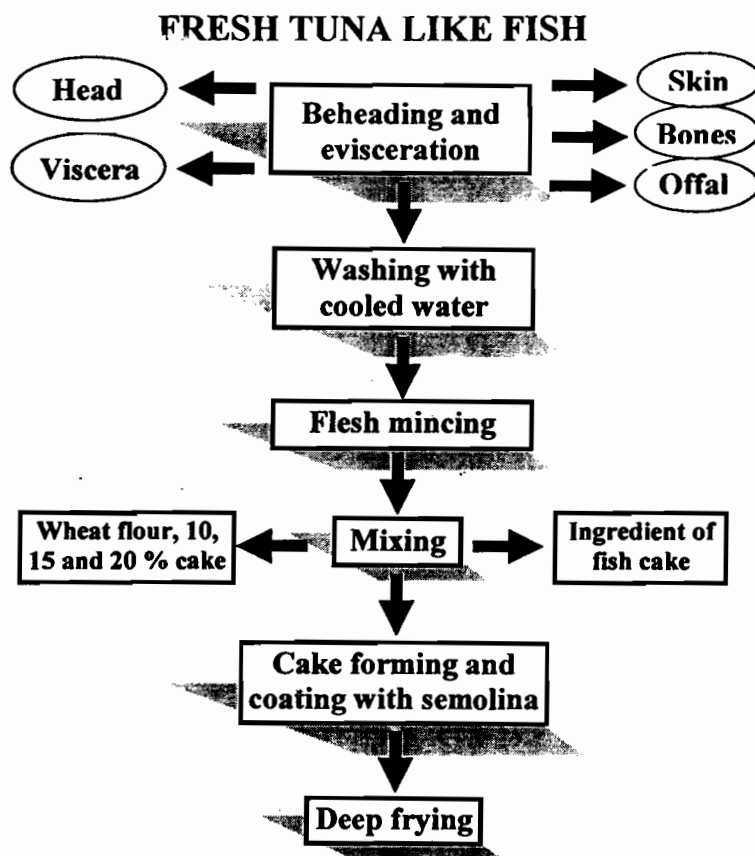 FRESH TUNA LIKE FISH
Head
Viscera
Beheading and
evisceration
Skin
Bones
Offal
Washing with
cooled water
Flesh mincing
Wheat flour, 10,
15 and 20 % cake
Mixing
Ingredient of
fish cake
Cake forming and
coating with semolina
Deep frying